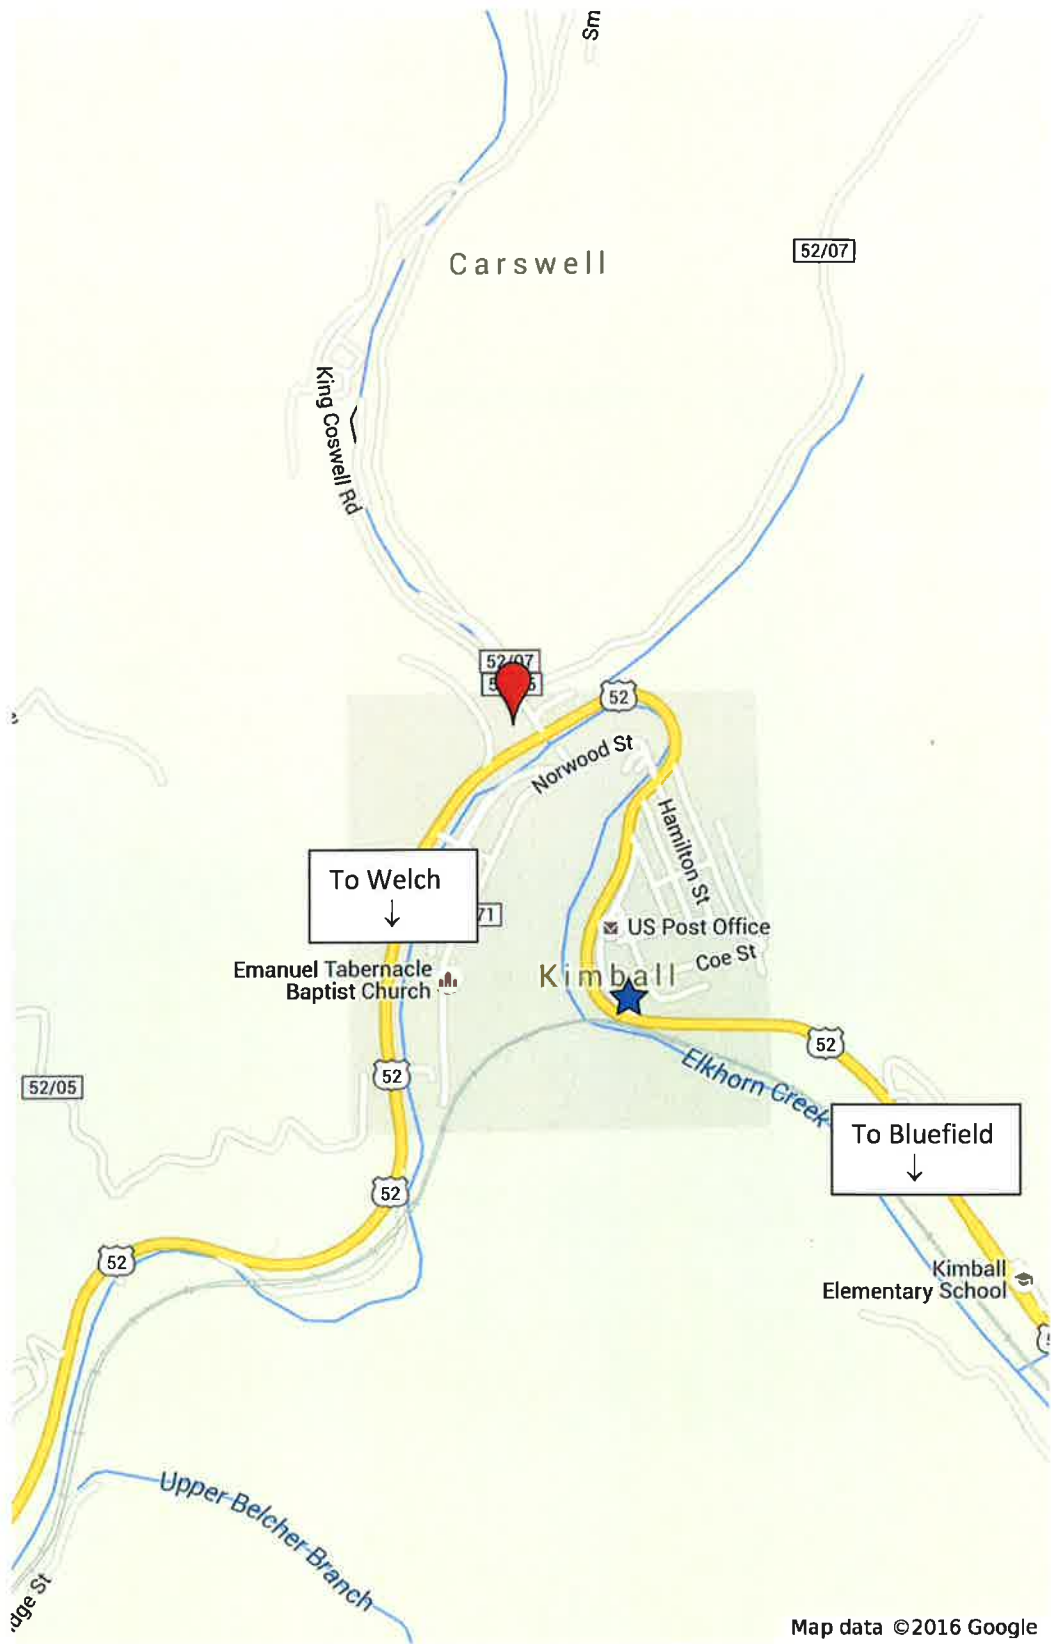 Sm
Carswell
52/07
King Coswell Rd
52/07
52
Norwood St
Hamilton St
To Welch
↓
71
US Post Office
Coe St
Emanuel Tabernacle
Baptist Church
Kimball
52
52
Elkhorn Creek
52/05
To Bluefield
↓
52
52
Kimball
Elementary School
Upper Belcher Branch
dge St
Map data ©2016 Google